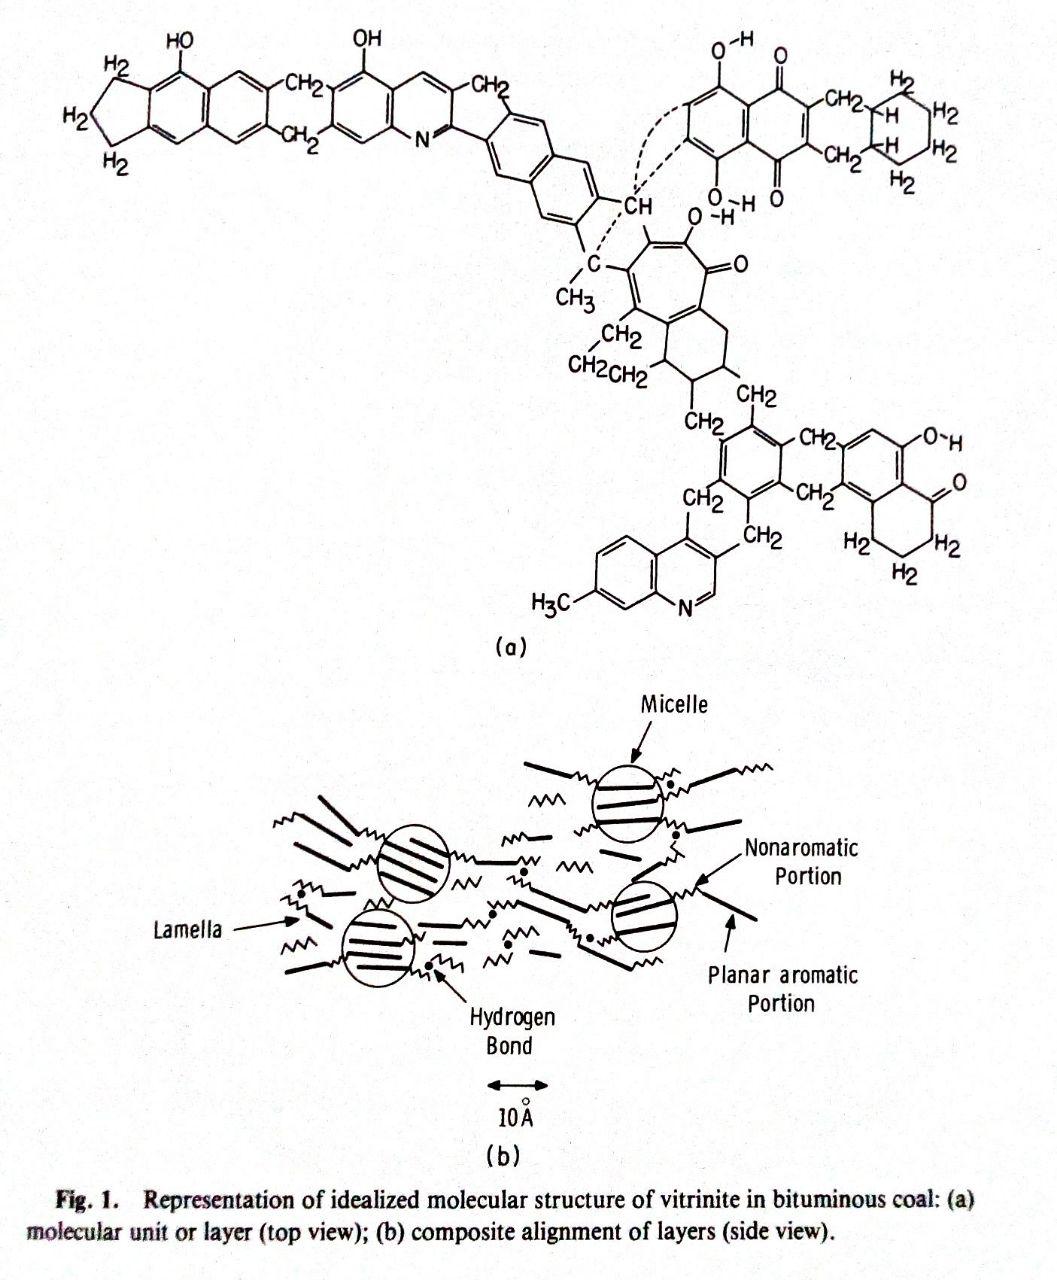 HO
OH
O-H
O
H2
H2
H2
CH2
CH2
N
CH2
CH2
H
H2
H2
H2
H2
H
CH2
O-H
O
CH
O-H
O
C
CH3
CH2
CH2CH2
CH2
CH2
CH2
O-H
O
CH2
CH2
CH2
H2
H2
H2
H3C
N
(a)
Micelle
Nonaromatic
Portion
Lamella
Planar aromatic
Portion
Hydrogen
Bond
10Å
(b)
Fig. 1. Representation of idealized molecular structure of vitrinite in bituminous coal: (a)
molecular unit or layer (top view); (b) composite alignment of layers (side view).